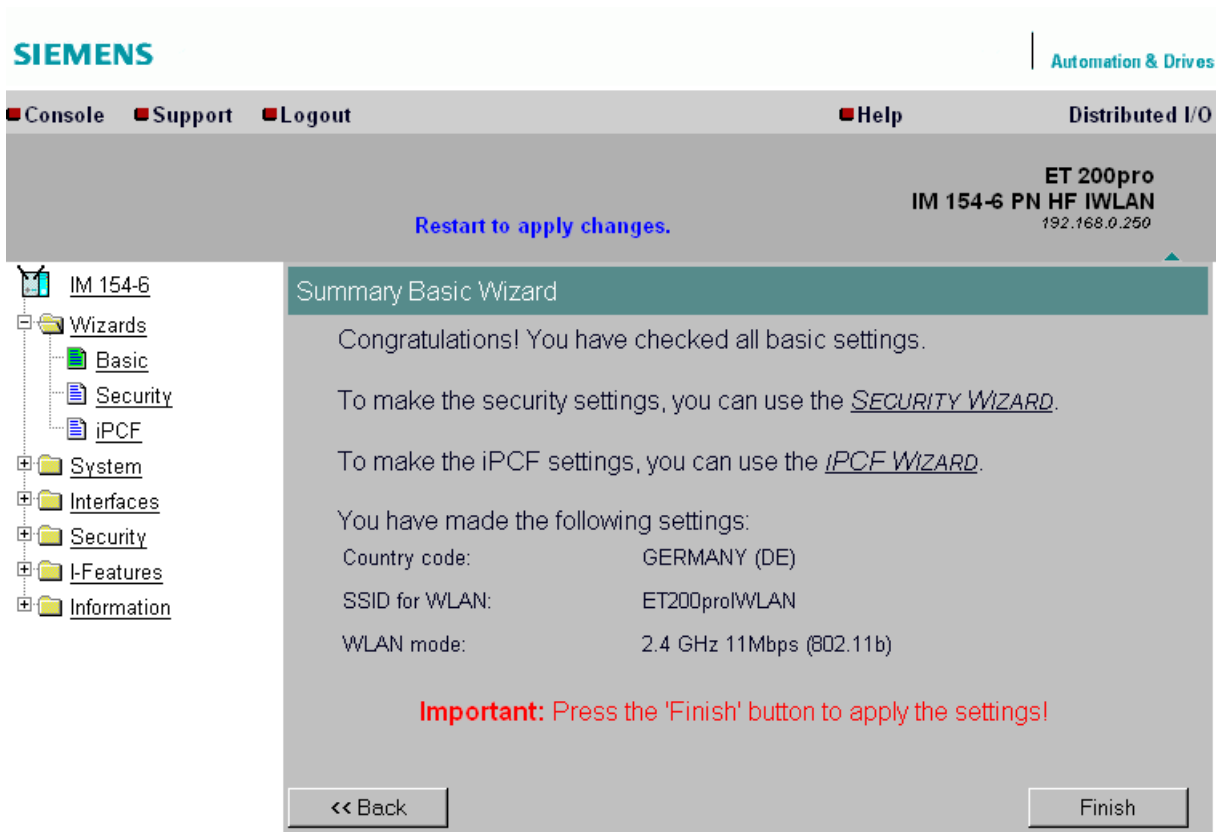 SIEMENS
Automation & Drives
Console Support Logout Help Distributed I/O
ET 200pro
IM 154-6 PN HF IWLAN
192.168.0.250
Restart to apply changes.
IM 154-6
Wizards
Basic
Security
iPCF
System
Interfaces
Security
I-Features
Information
Summary Basic Wizard
Congratulations! You have checked all basic settings.
To make the security settings, you can use the SECURITY WIZARD.
To make the iPCF settings, you can use the IPCF WIZARD.
You have made the following settings:
Country code: GERMANY (DE)
SSID for WLAN: ET200proIWLAN
WLAN mode: 2.4 GHz 11Mbps (802.11b)
Important: Press the 'Finish' button to apply the settings!
<< Back
Finish